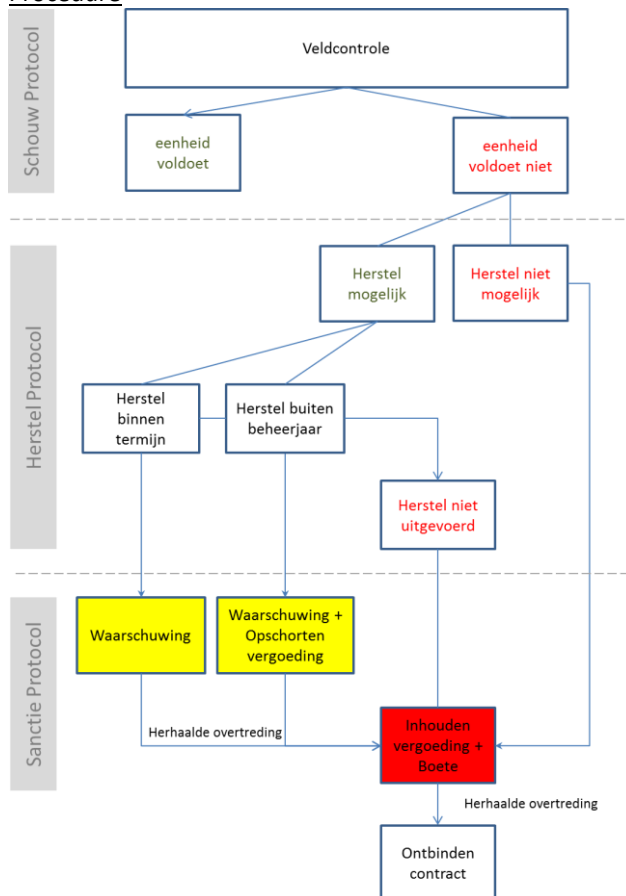 Procedure
Schouw Protocol
Veldcontrole
eenheid
voldoet
eenheid
voldoet niet
Herstel Protocol
Herstel
mogelijk
Herstel niet
mogelijk
Herstel
binnen
termijn
Herstel buiten
beheerjaar
Herstel niet
uitgevoerd
Sanctie Protocol
Waarschuwing
Waarschuwing +
Opschorten
vergoeding
Herhaalde overtreding
Inhouden
vergoeding +
Boete
Herhaalde overtreding
Ontbinden
contract